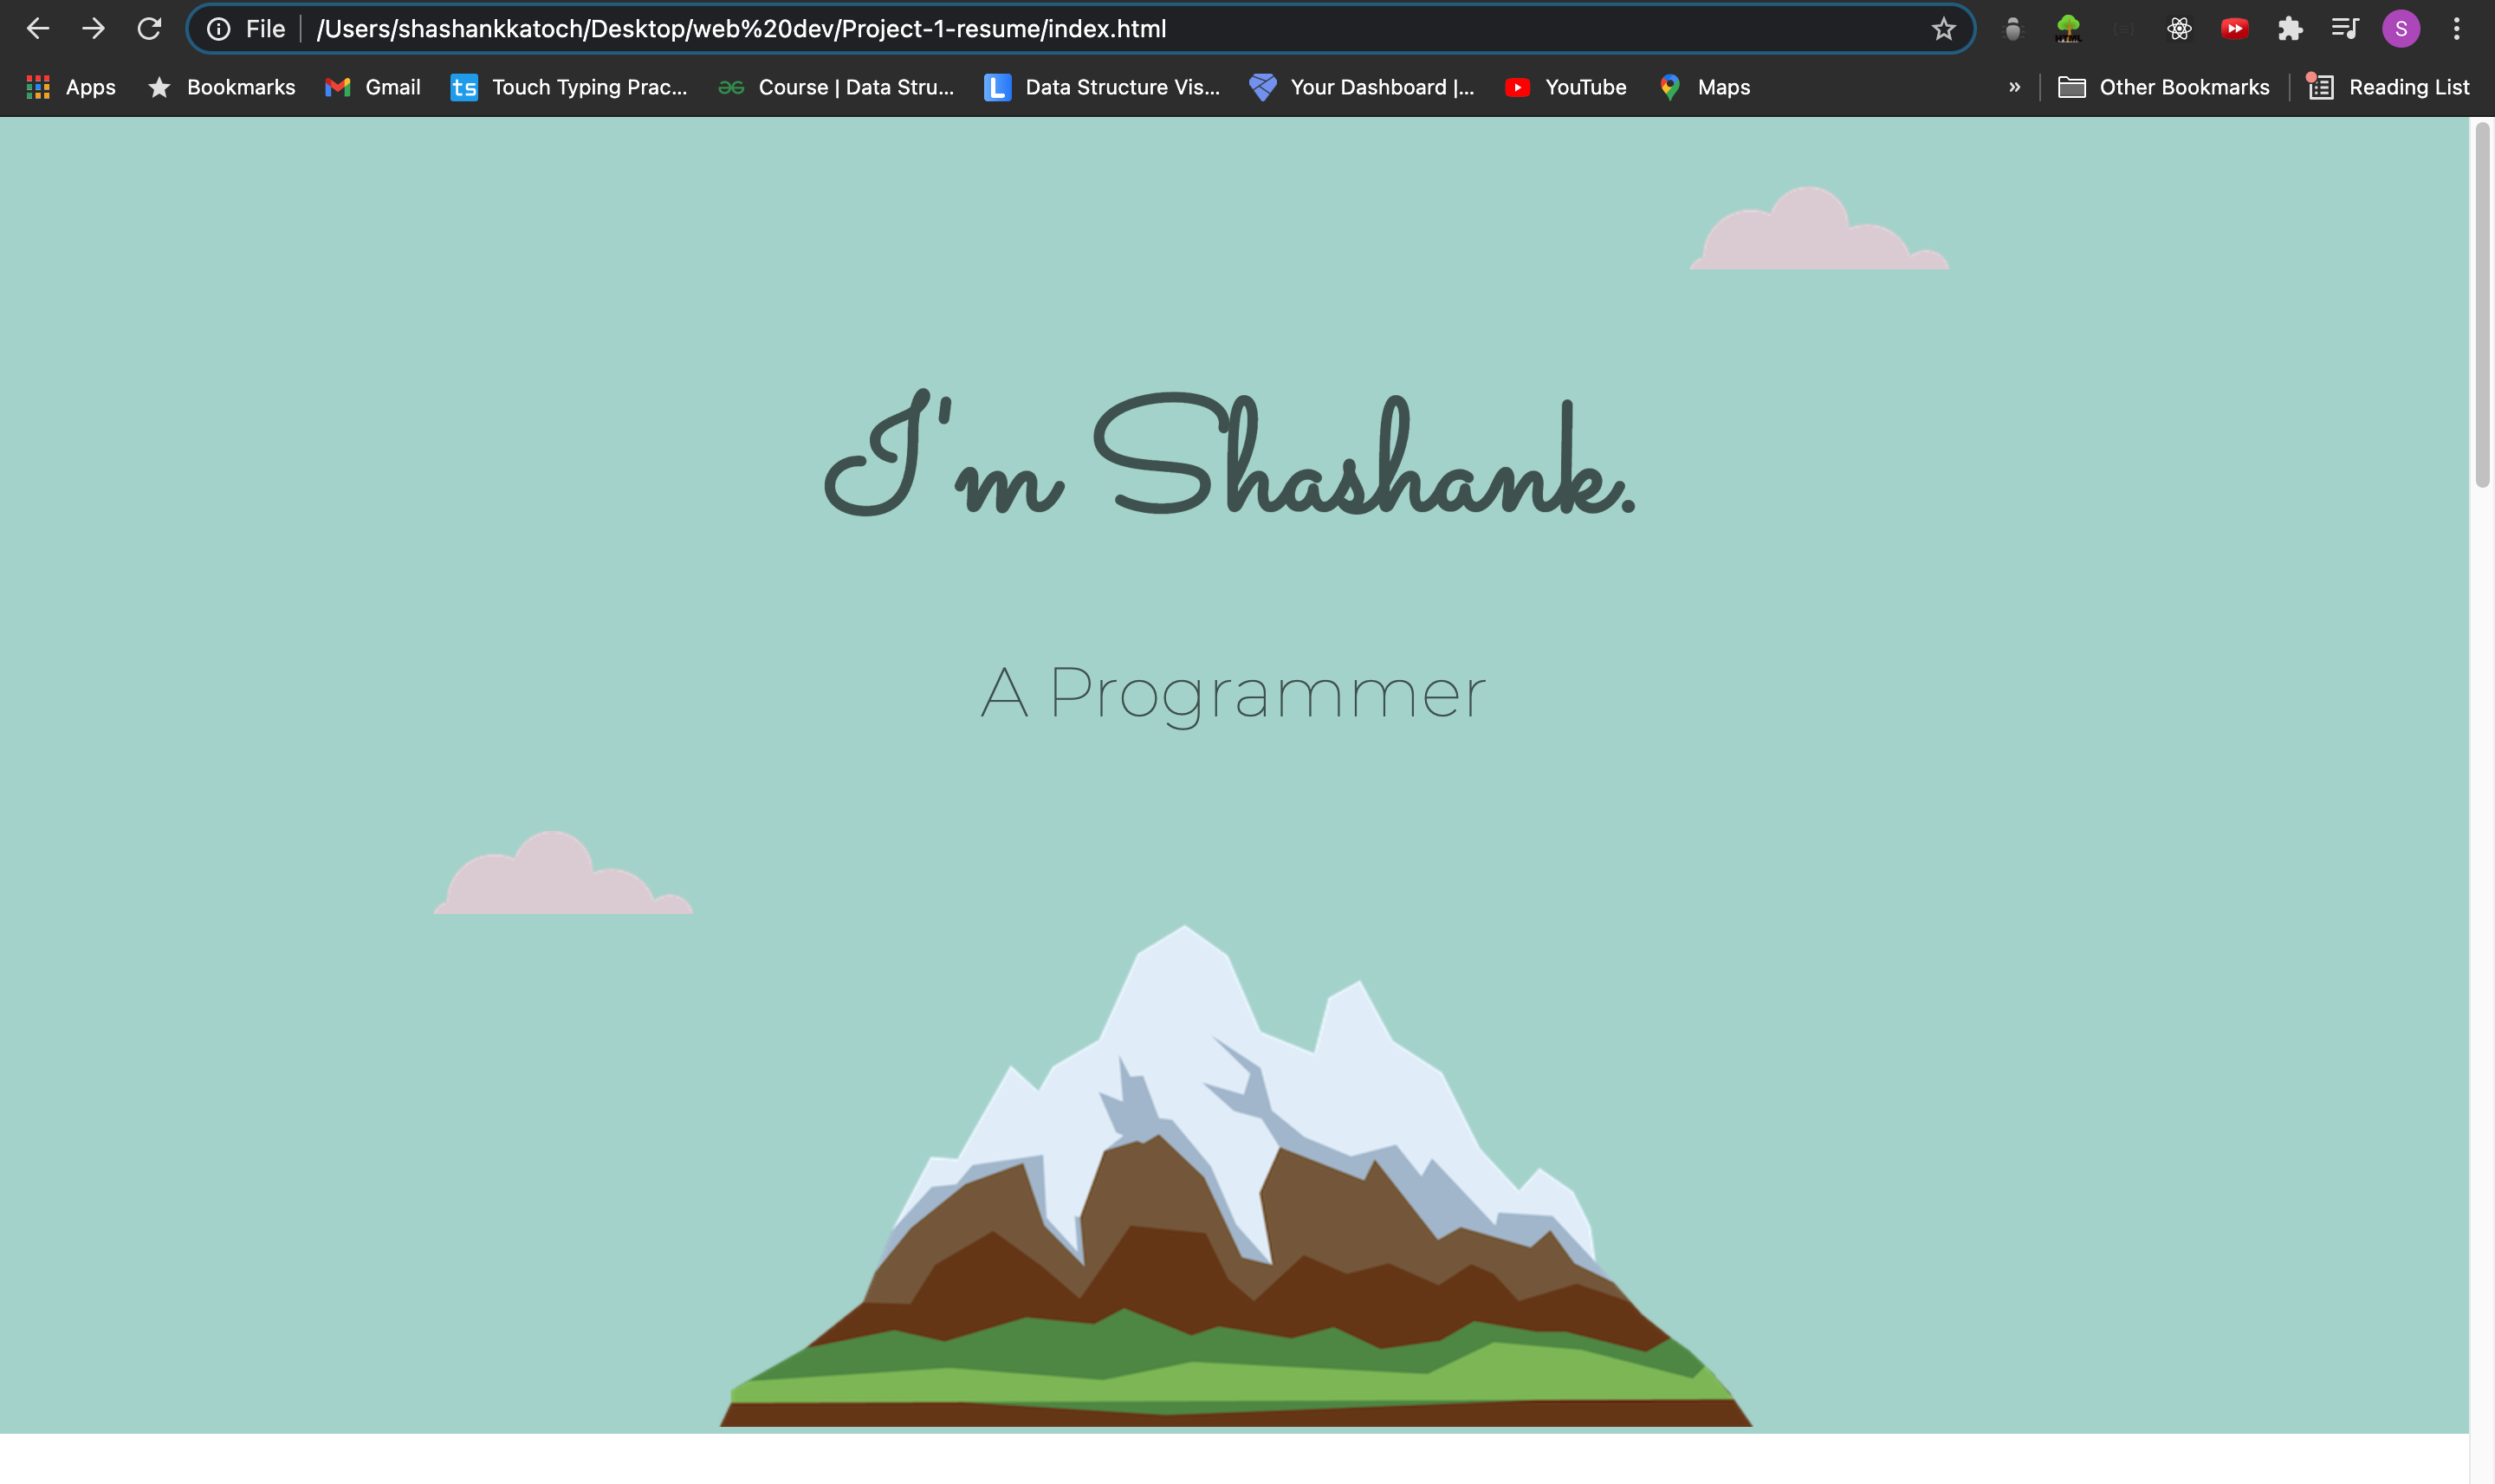 File /Users/shashankkatoch/Desktop/web%20dev/Project-1-resume/index.html S
Apps Bookmarks Gmail ts Touch Typing Prac... Course | Data Stru... L Data Structure Vis... Your Dashboard |... YouTube Maps » Other Bookmarks Reading List
I'm Shashank.
A Programmer